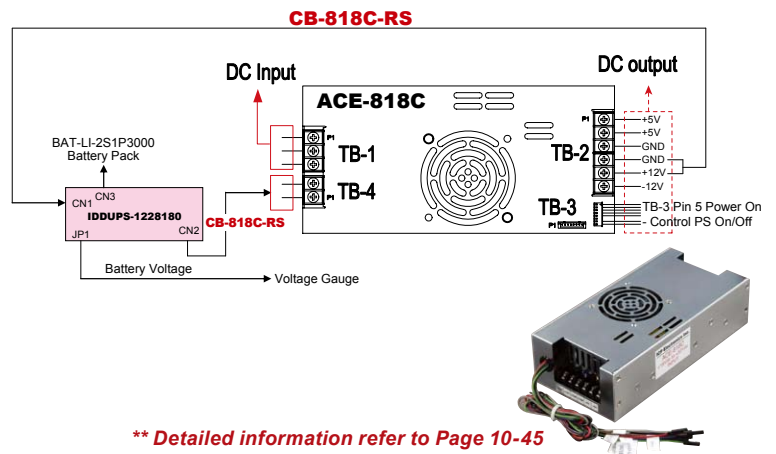 CB-818C-RS
DC Input
DC output
ACE-818C
P1
TB-1
P1
TB-4
P1
TB-2
+5V
+5V
GND
GND
+12V
-12V
TB-3
P1
TB-3 Pin 5 Power On
- Control PS On/Off
BAT-LI-2S1P3000
Battery Pack
CN3
CN1
IDDUPS-1228180
CN2
JP1
CB-818C-RS
Battery Voltage
Voltage Gauge
** Detailed information refer to Page 10-45